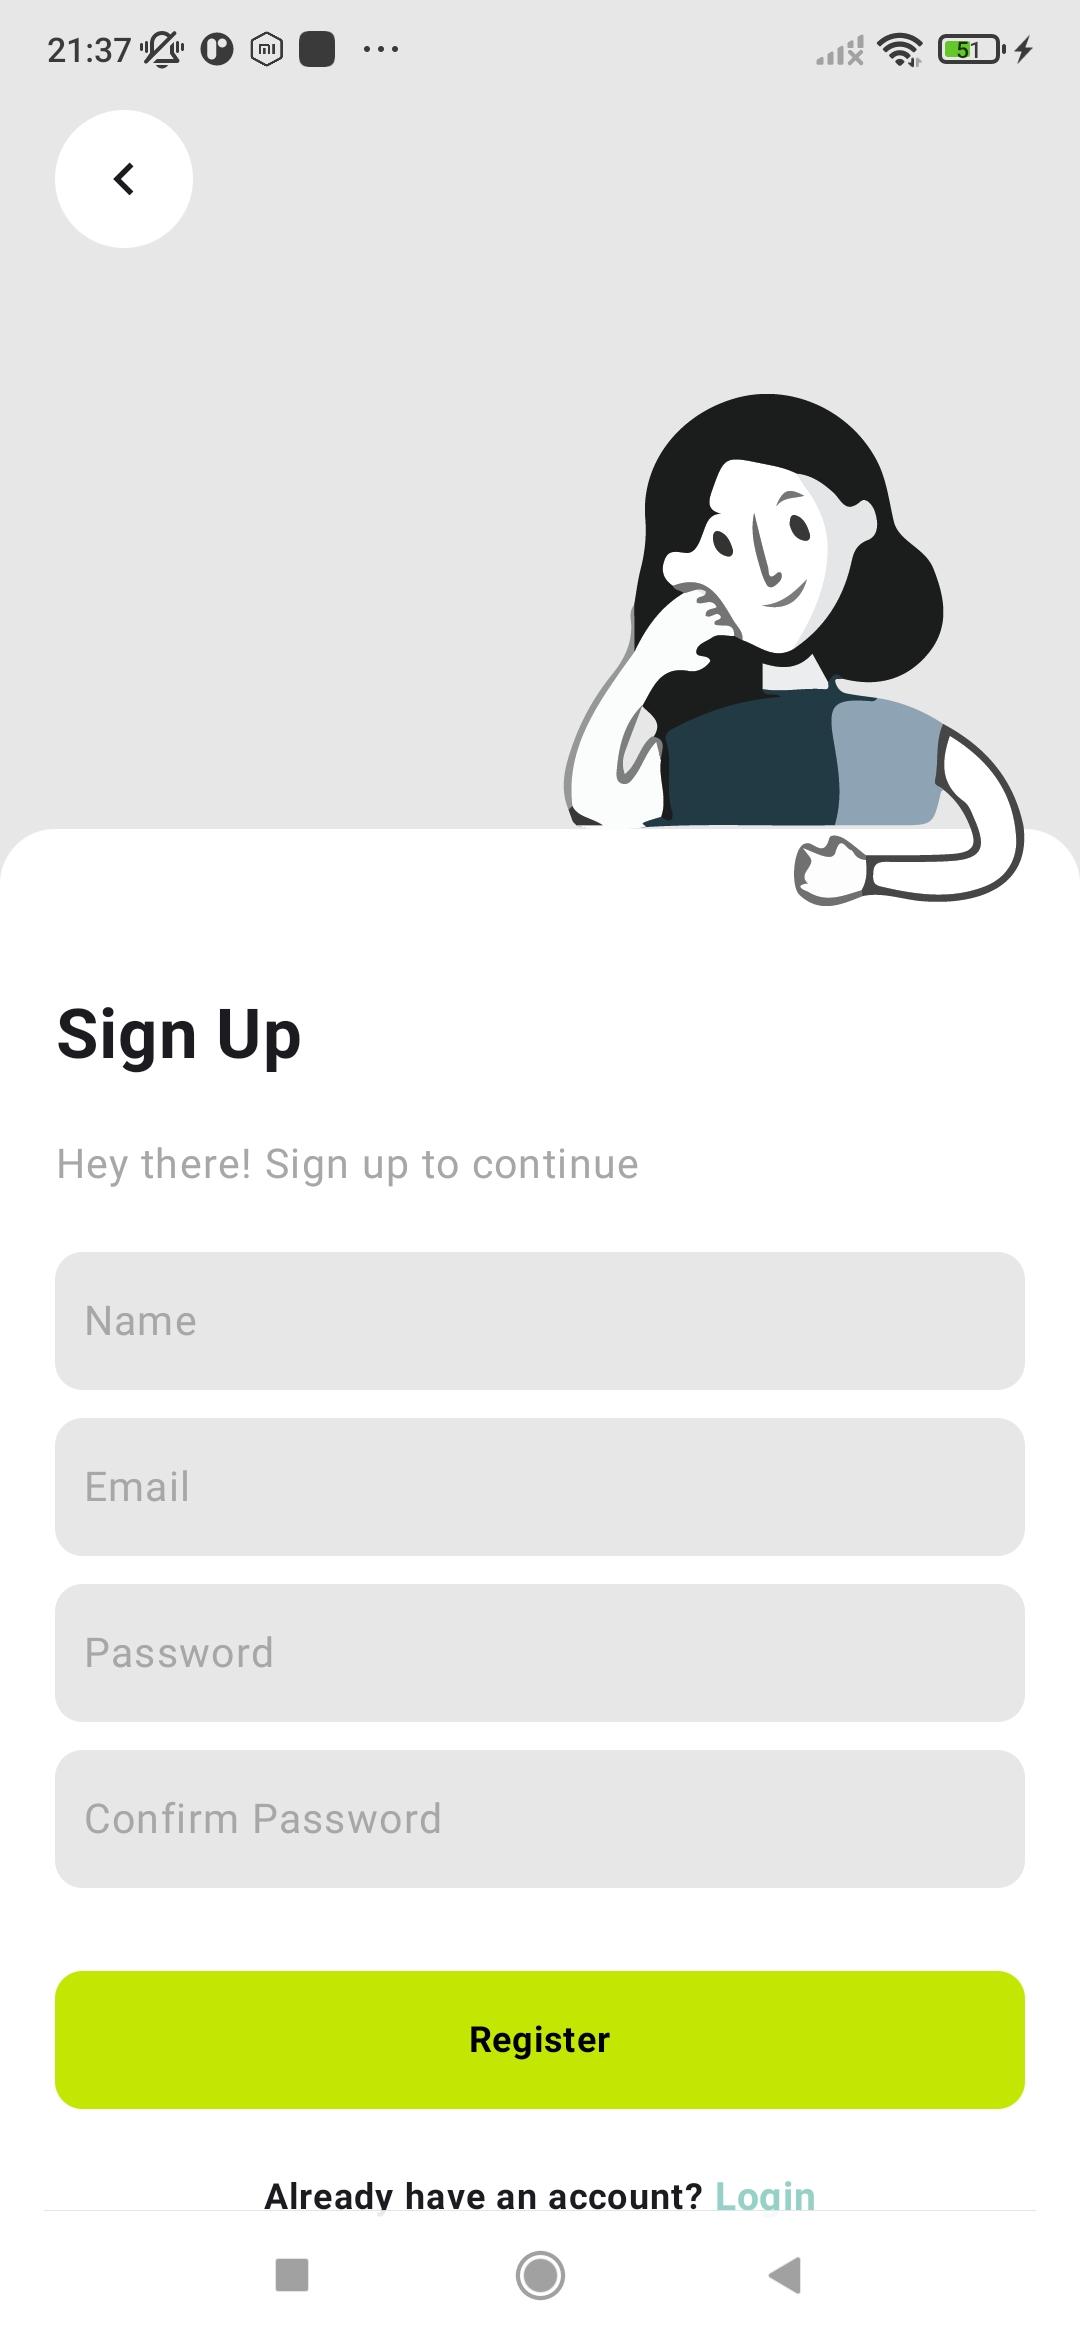 21:37
51
Sign Up
Hey there! Sign up to continue
Name
Email
Password
Confirm Password
Register
Already have an account? Login